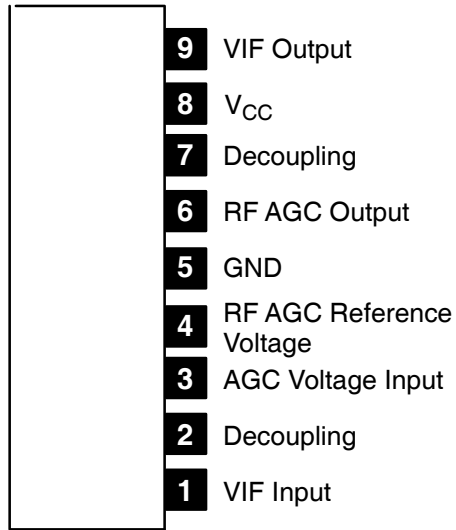 9 VIF Output
8 VCC
7 Decoupling
6 RF AGC Output
5 GND
4 RF AGC Reference
Voltage
3 AGC Voltage Input
2 Decoupling
1 VIF Input